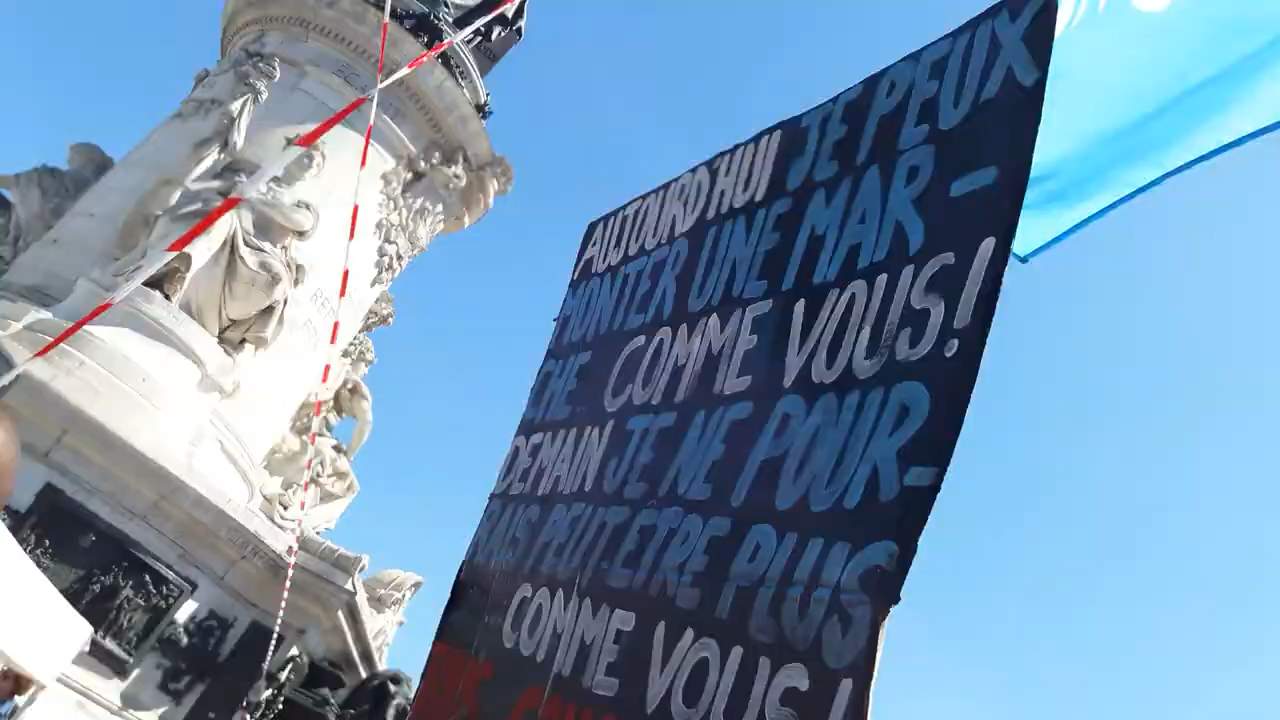 AUJOURD'HUI JE PEUX
MONTER UNE MAR-
CHE COMME VOUS!
DEMAIN JE NE POUR-
RAIS PEUT-ETRE PLUS
COMME VOUS!